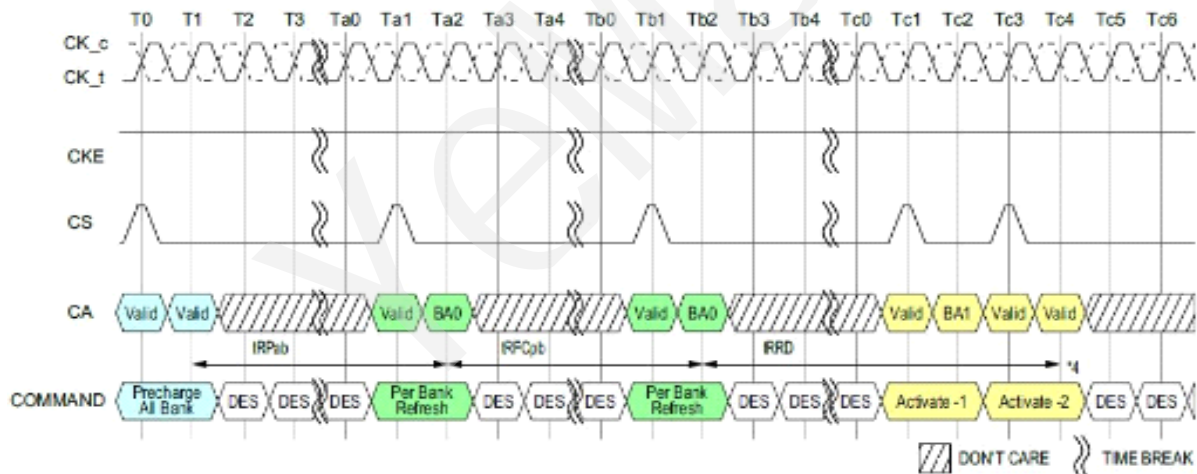 T0 T1 T2 T3 Ta0 Ta1 Ta2 Ta3 Ta4 Tb0 Tb1 Tb2 Tb3 Tb4 Tc0 Tc1 Tc2 Tc3 Tc4 Tc5 Tc6
CK_c
CK_t
CKE
CS
CA Valid Valid Valid BA0 Valid BA0 Valid BA1 Valid Valid
tRPab tRFCpb tRRD *4
COMMAND Precharge All Bank DES DES DES Per Bank Refresh DES DES DES Per Bank Refresh DES DES DES Activate -1 Activate -2 DES DES
DON'T CARE TIME BREAK